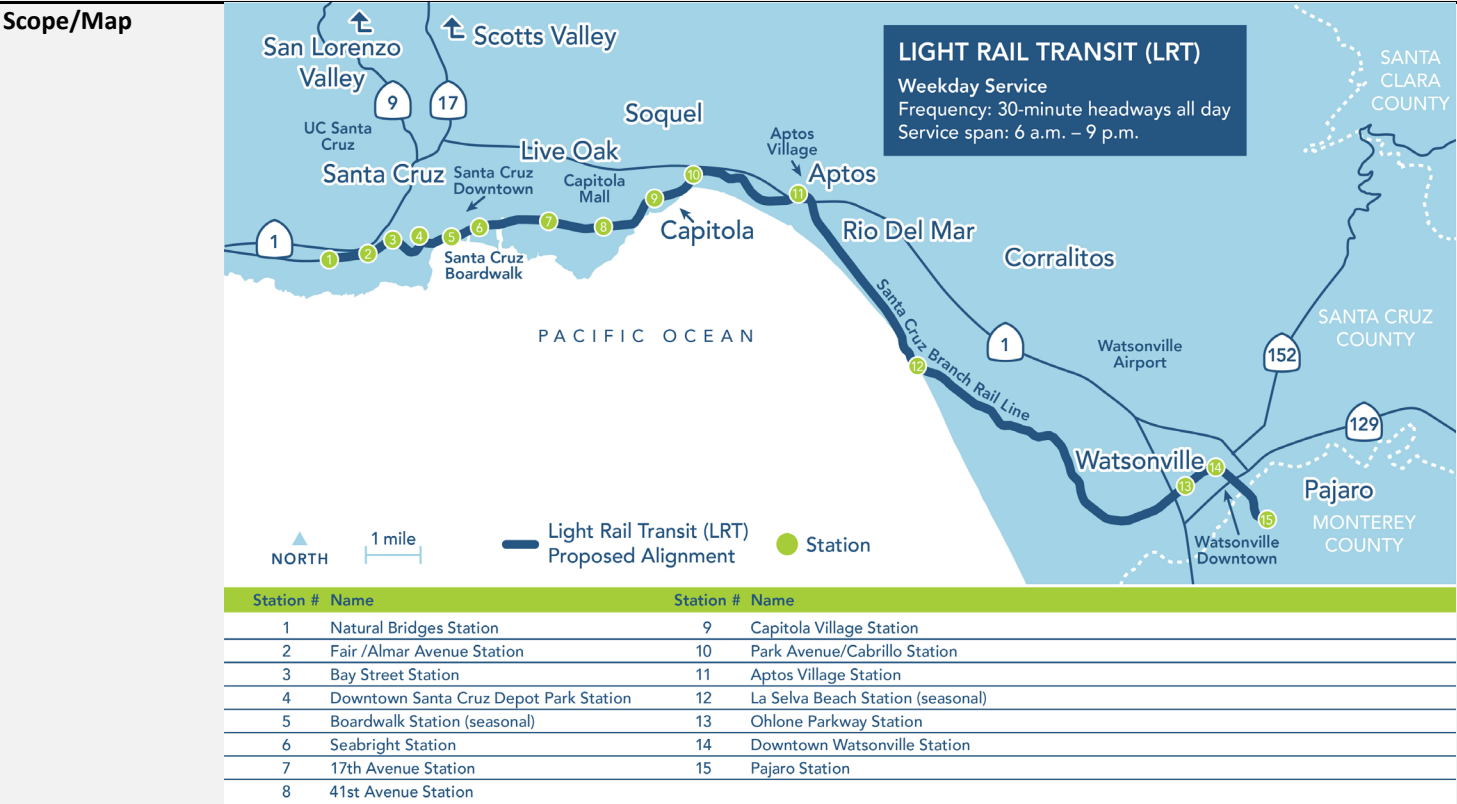 Scope/Map
San Lorenzo
Valley
Scotts Valley
9
17
UC Santa
Cruz
Santa Cruz
Santa Cruz
Downtown
Live Oak
Soquel
Capitola
Mall
Aptos
Village
Aptos
LIGHT RAIL TRANSIT (LRT)
Weekday Service
Frequency: 30-minute headways all day
Service span: 6 a.m. – 9 p.m.
SANTA
CLARA
COUNTY
1
1
2
3
4
5
6
7
8
9
10
11
Santa Cruz
Boardwalk
Capitola
Rio Del Mar
Corralitos
PACIFIC OCEAN
Santa Cruz Branch Rail Line
12
1
Watsonville
Airport
152
SANTA CRUZ
COUNTY
129
Watsonville
13
14
15
Pajaro
MONTEREY
COUNTY
Watsonville
Downtown
NORTH
1 mile
Light Rail Transit (LRT)
Proposed Alignment
Station
Station # Name Station # Name
1 Natural Bridges Station 9 Capitola Village Station
2 Fair /Almar Avenue Station 10 Park Avenue/Cabrillo Station
3 Bay Street Station 11 Aptos Village Station
4 Downtown Santa Cruz Depot Park Station 12 La Selva Beach Station (seasonal)
5 Boardwalk Station (seasonal) 13 Ohlone Parkway Station
6 Seabright Station 14 Downtown Watsonville Station
7 17th Avenue Station 15 Pajaro Station
8 41st Avenue Station